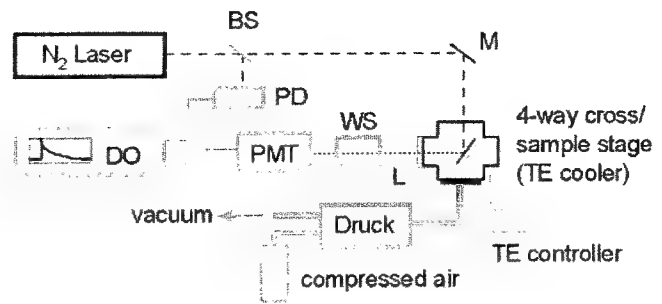 BS
M
N2 Laser
PD
WS
4-way cross/
sample stage
(TE cooler)
DO
PMT
L
vacuum
Druck
TE controller
compressed air